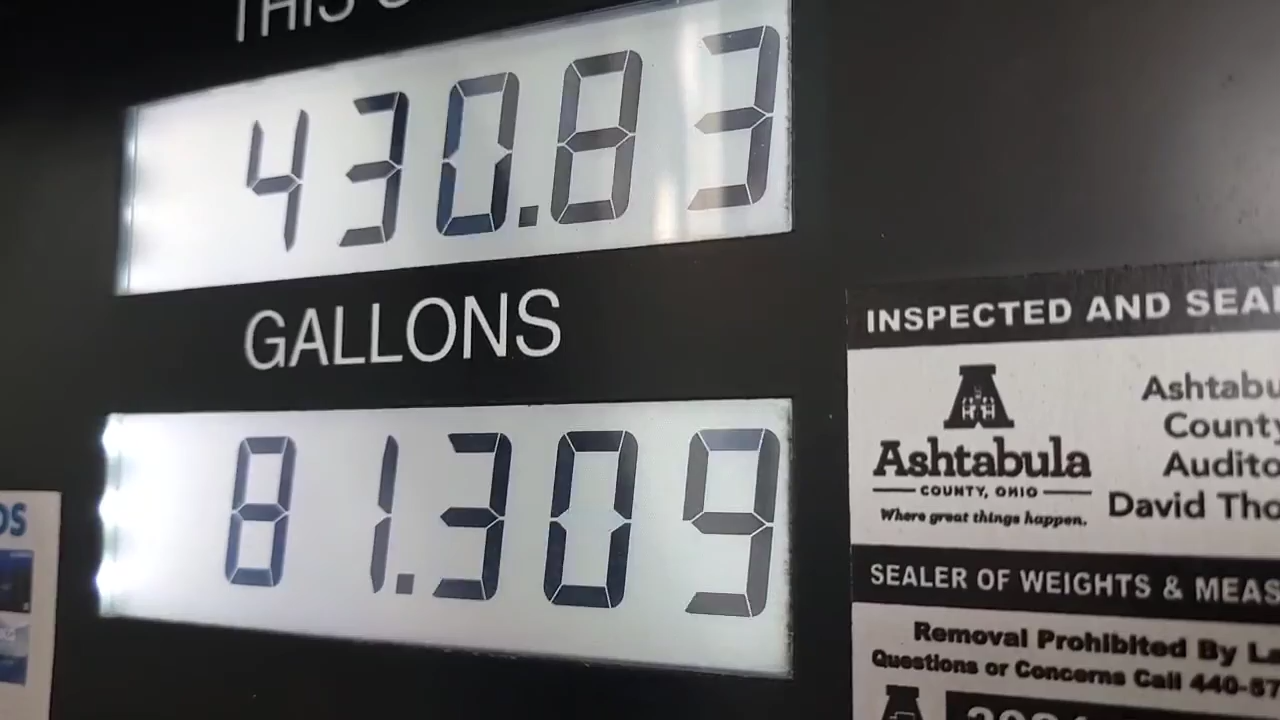 THIS
430.83
GALLONS
81.309
INSPECTED AND SEA
Ashtabula
COUNTY, OHIO
Where great things happen.
Ashtabu
County
Audito
David Tho
SEALER OF WEIGHTS & MEAS
Removal Prohibited By La
Questions or Concerns Call 440-57